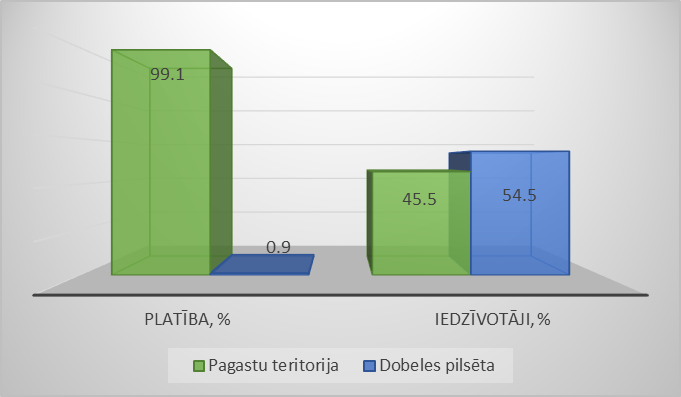 99.1
0.9
45.5
54.5
PLATĪBA, %
IEDZĪVOTĀJI, %
Pagastu teritorija
Dobeles pilsēta